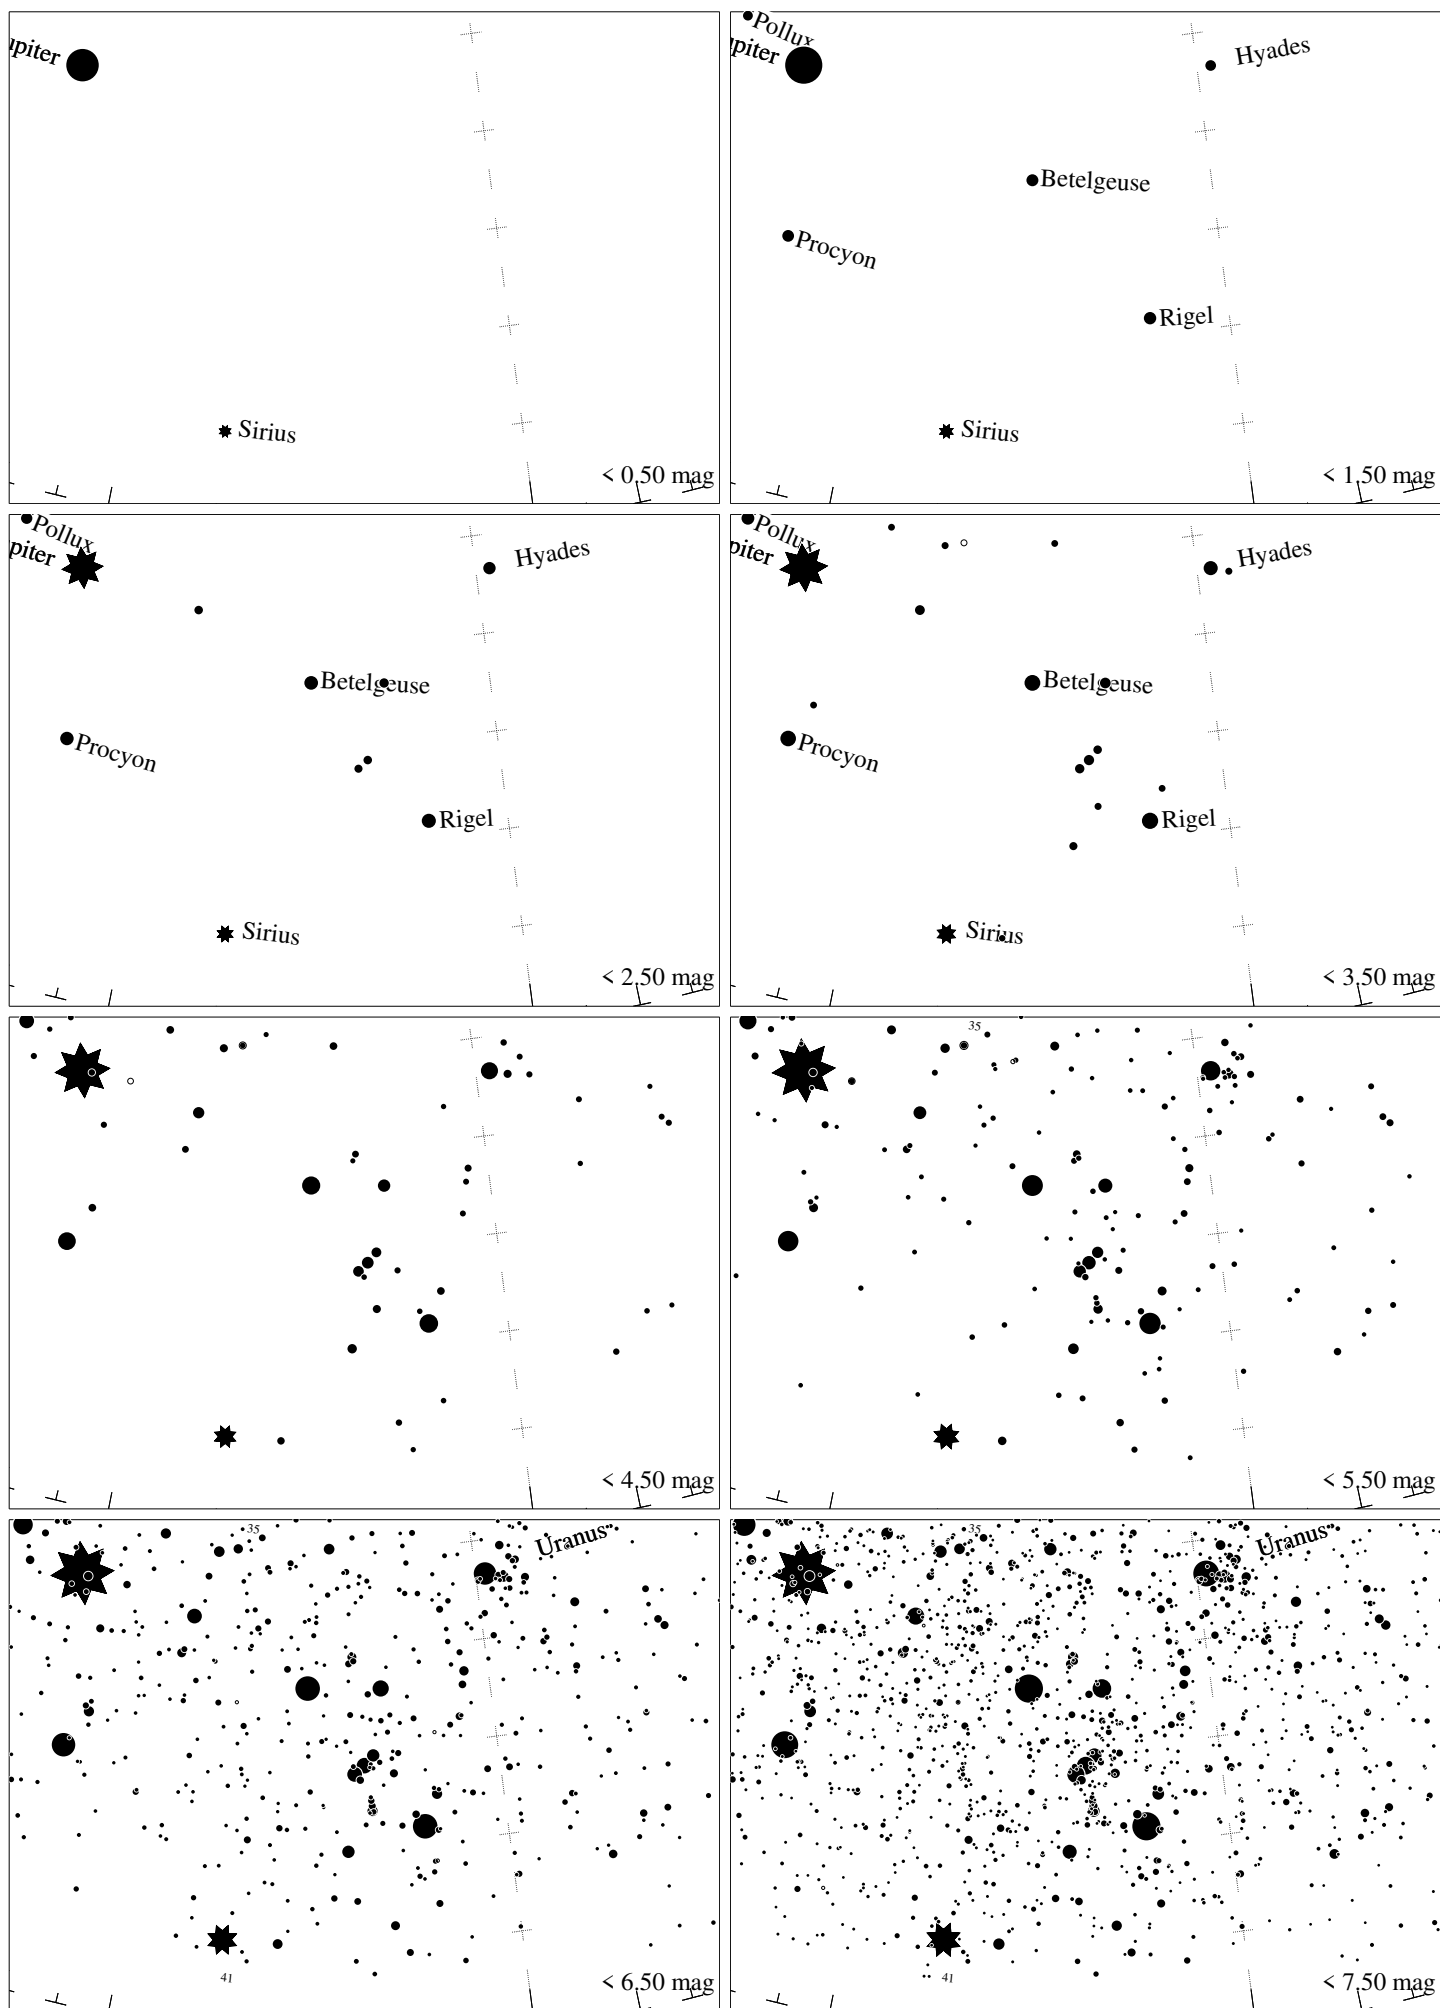 upiter
Sirius
< 0.50 mag
Pollux
upiter
Hyades
Betelgeuse
Procyon
Rigel
Sirius
< 1.50 mag
Pollux
piter
Hyades
Betelgeuse
Procyon
Rigel
Sirius
< 2.50 mag
Pollux
piter
Hyades
Betelgeuse
Procyon
Rigel
Sirius
< 3.50 mag
< 4.50 mag
35
< 5.50 mag
35
Uranus
41
< 6.50 mag
35
Uranus
41
< 7.50 mag